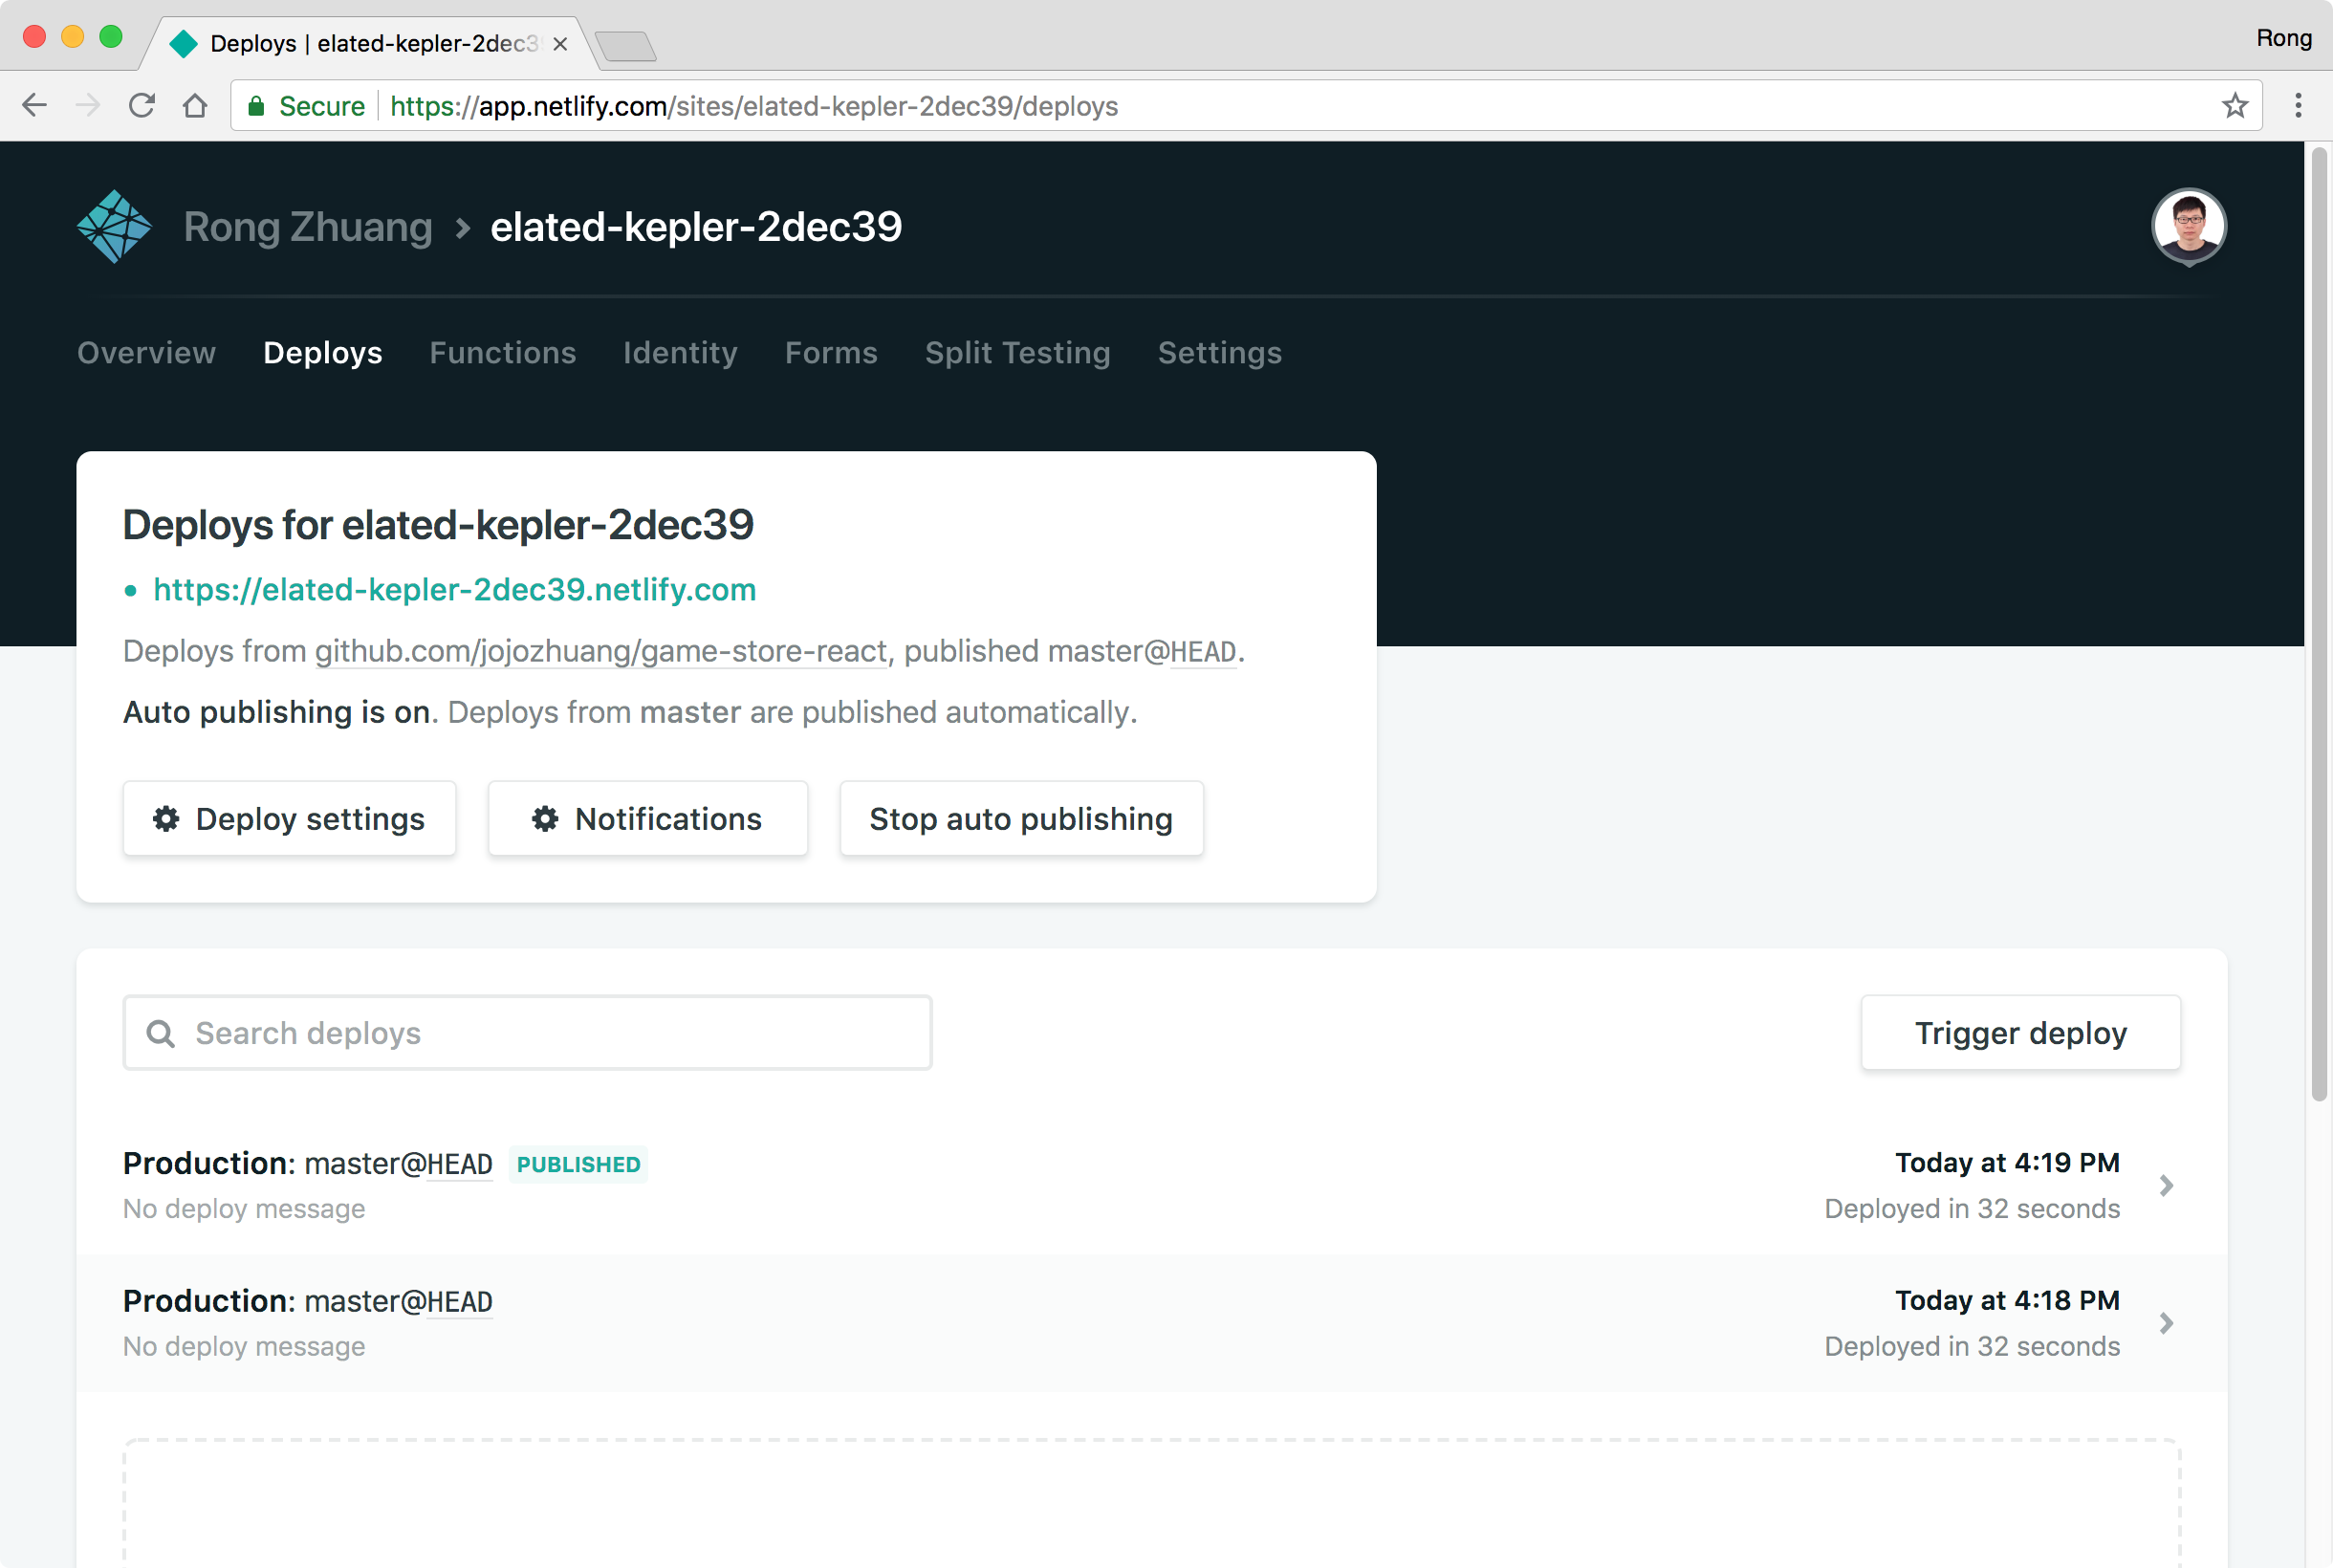 Deploys | elated-kepler-2dec3
Rong
Secure https://app.netlify.com/sites/elated-kepler-2dec39/deploys
Rong Zhuang > elated-kepler-2dec39
Overview Deploys Functions Identity Forms Split Testing Settings
Deploys for elated-kepler-2dec39
• https://elated-kepler-2dec39.netlify.com
Deploys from github.com/jojozhuang/game-store-react, published master@HEAD.
Auto publishing is on. Deploys from master are published automatically.
Deploy settings Notifications Stop auto publishing
Search deploys Trigger deploy
Production: master@HEAD PUBLISHED Today at 4:19 PM
No deploy message Deployed in 32 seconds
Production: master@HEAD Today at 4:18 PM
No deploy message Deployed in 32 seconds